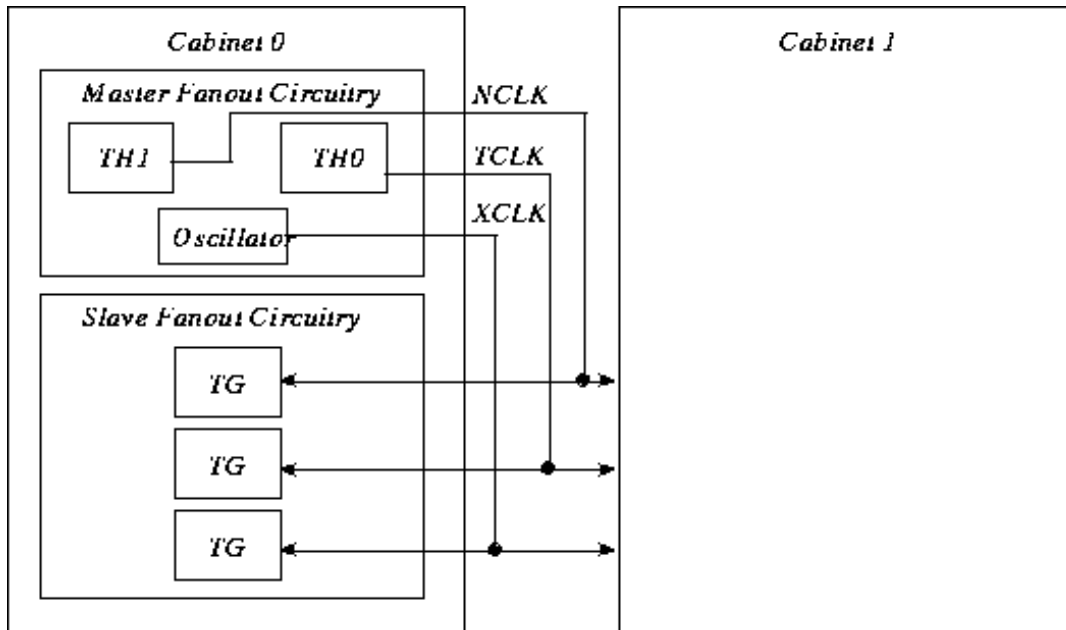 Cabinet 0
Cabinet 1
Master Fanout Circuitry
NCLK
TH1
TH0
TCLK
XCLK
Oscillator
Slave Fanout Circuitry
TG
TG
TG